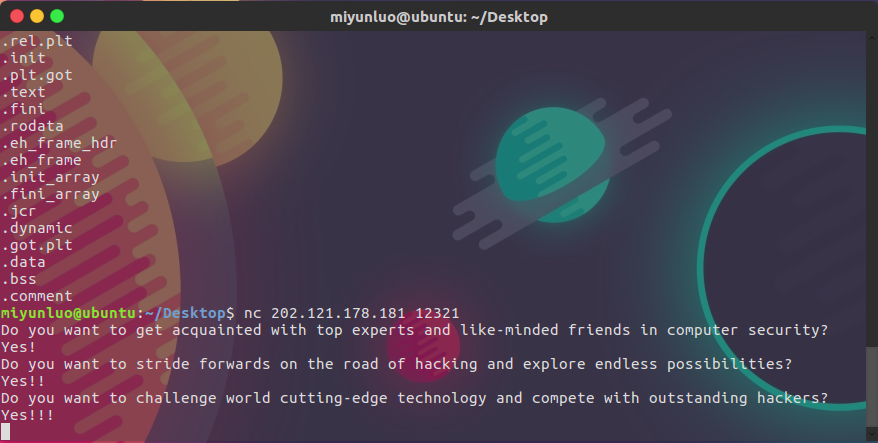 miyunluo@ubuntu: ~/Desktop
.rel.plt
.init
.plt.got
.text
.fini
.rodata
.eh_frame_hdr
.eh_frame
.init_array
.fini_array
.jcr
.dynamic
.got.plt
.data
.bss
.comment
miyunluo@ubuntu:~/Desktop$ nc 202.121.178.181 12321
Do you want to get acquainted with top experts and like-minded friends in computer security?
Yes!
Do you want to stride forwards on the road of hacking and explore endless possibilities?
Yes!!
Do you want to challenge world cutting-edge technology and compete with outstanding hackers?
Yes!!!